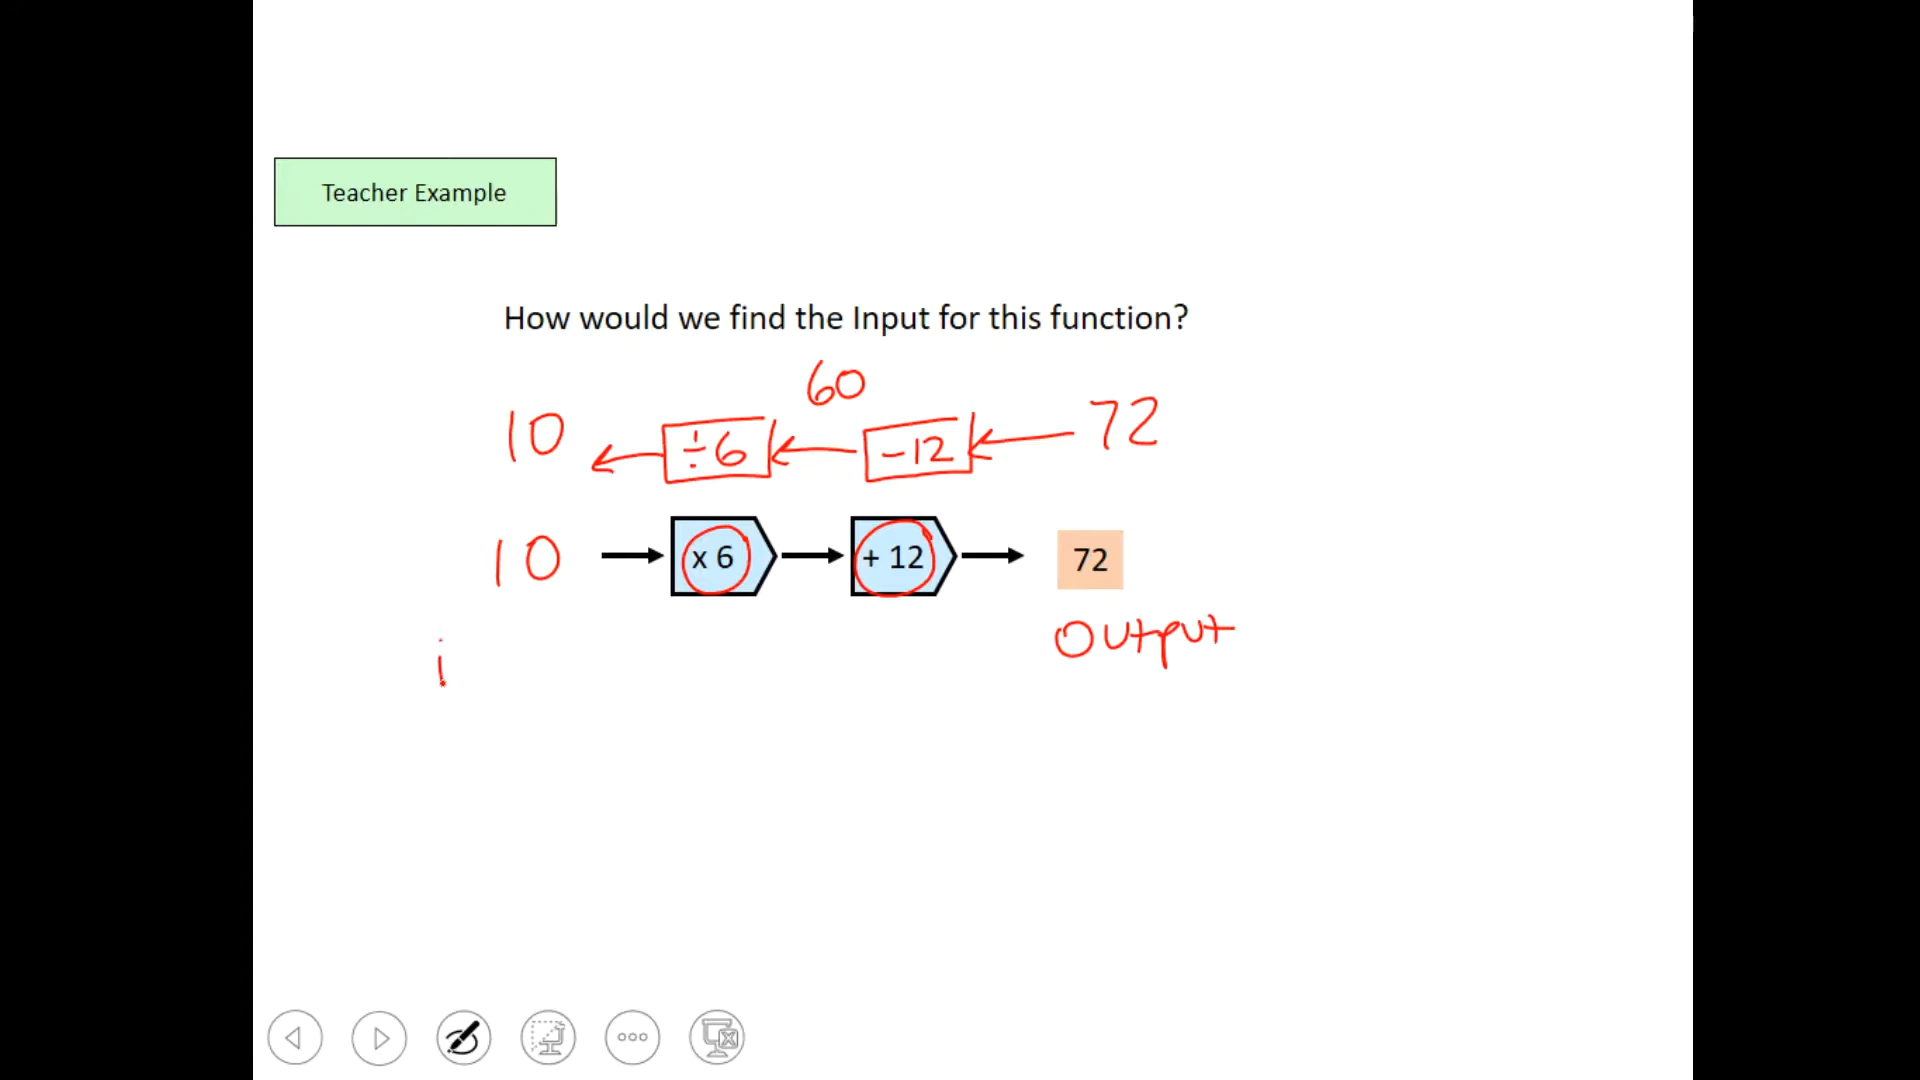 Teacher Example
How would we find the Input for this function?
60
10 ÷6 −12 72
10 x 6 + 12 72
output
i